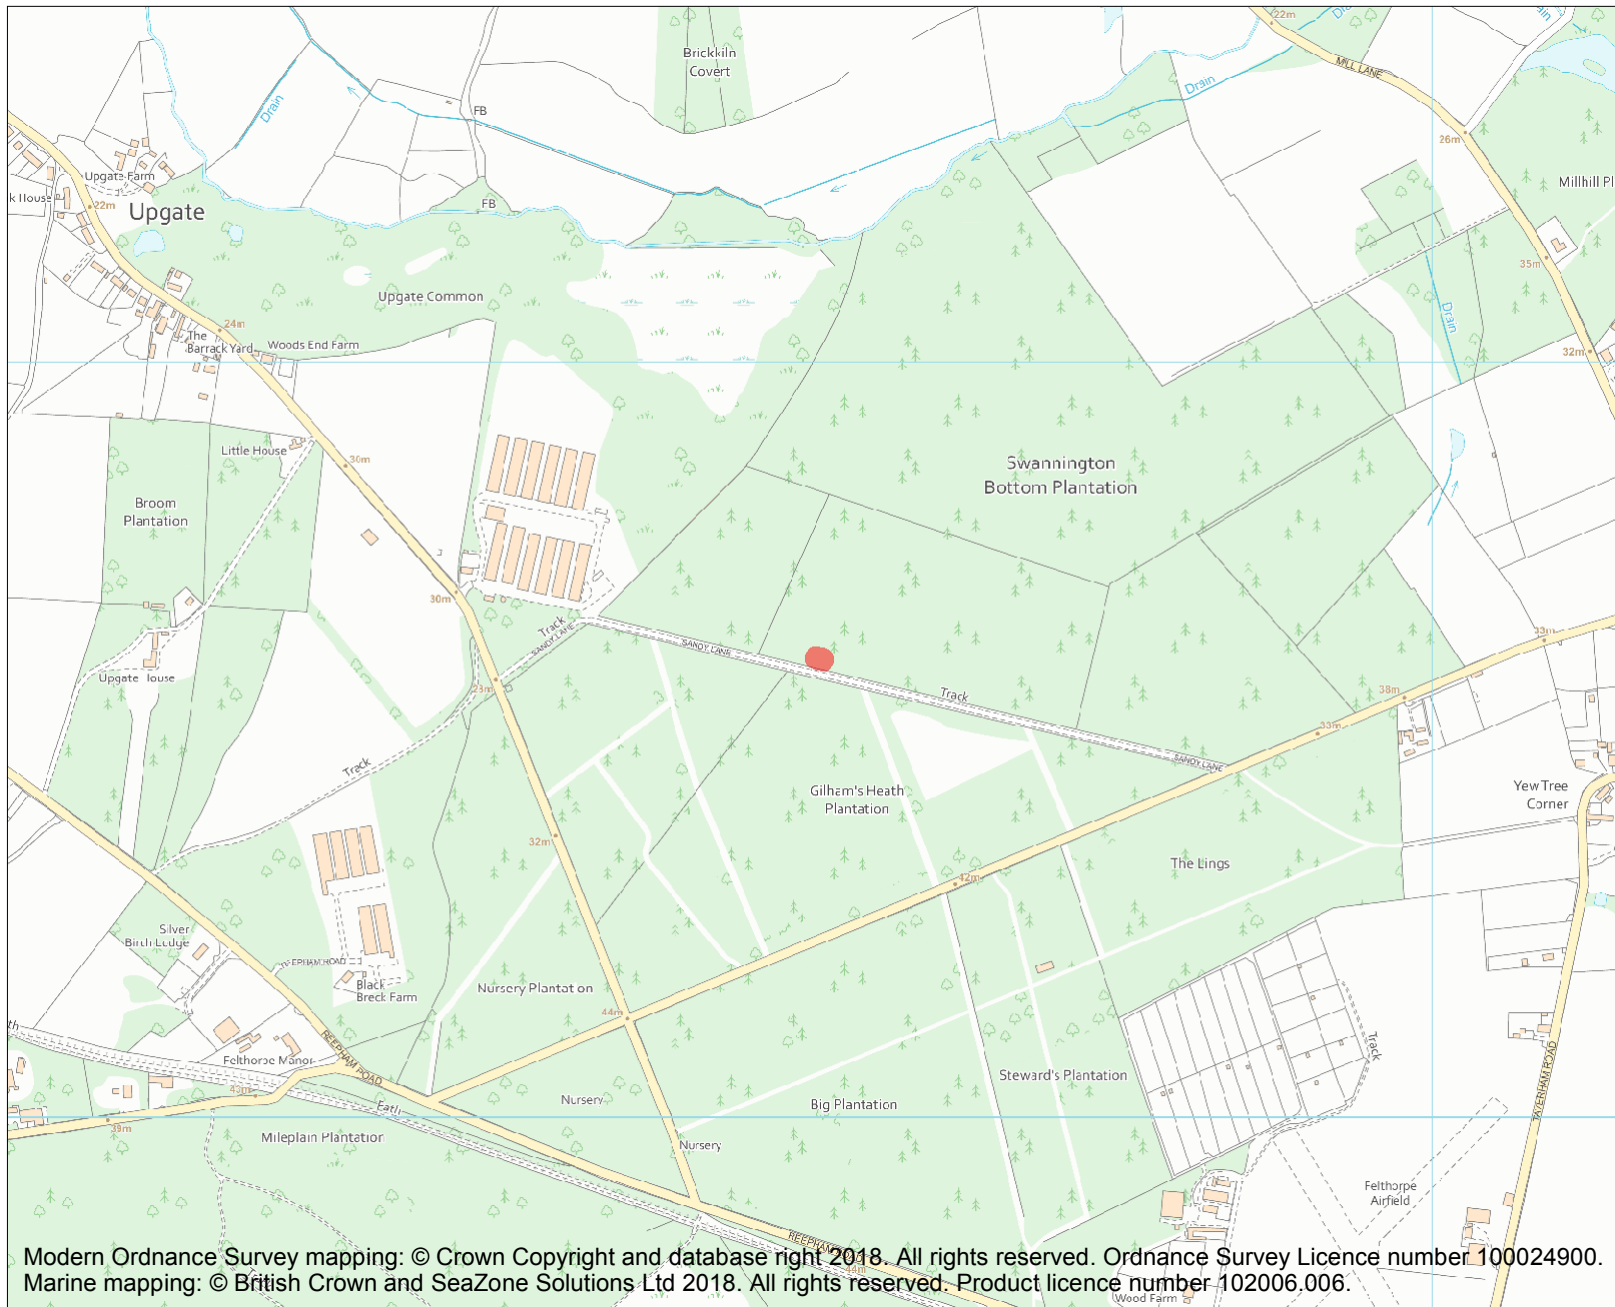 22m
Drain
Brickkiln
Covert
MILL LANE
Drain
Drain
FB
26m
Upgate Farm
Millhill Pl
k House
22m
Upgate
FB
35m
Upgate Common
Drain
24m
The
Barrack Yard
Woods End Farm
32m
Little House
30m
Swannington
Bottom Plantation
Broom
Plantation
30m
Track
SANDY LANE
SANDY LANE
33m
Upgate House
Track
38m
33m
SANDY LANE
Track
Gilham's Heath
Plantation
Yew Tree
Corner
32m
The Lings
42m
Silver
Birch Lodge
Black
Breck Farm
Nursery Plantation
44m
REEPHAM ROAD
Track
Felthorpe Manor
Steward's Plantation
43m
Nursery
Big Plantation
TAVERHAM ROAD
39m
Mileplain Plantation
Nursery
Felthorpe
Airfield
REEPHAM ROAD
44m
Wood Farm
Modern Ordnance Survey mapping: © Crown Copyright and database right 2018. All rights reserved. Ordnance Survey Licence number 100024900.
Marine mapping: © British Crown and SeaZone Solutions Ltd 2018. All rights reserved. Product licence number 102006.006.